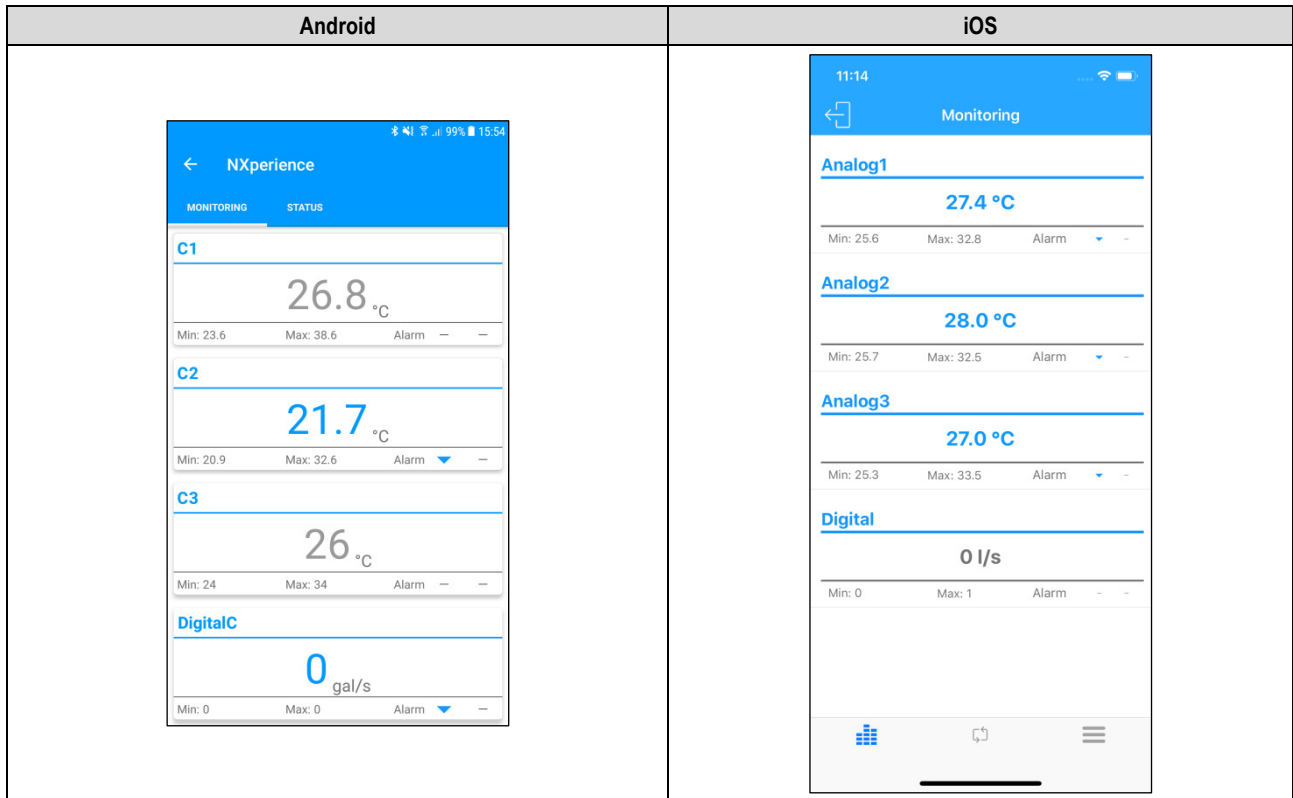 Android
iOS
99% 15:54
NXperience
MONITORING STATUS
C1
26.8 °C
Min: 23.6 Max: 38.6 Alarm – –
C2
21.7 °C
Min: 20.9 Max: 32.6 Alarm –
C3
26 °C
Min: 24 Max: 34 Alarm – –
DigitalC
0 gal/s
Min: 0 Max: 0 Alarm –
11:14
Monitoring
Analog1
27.4 °C
Min: 25.6 Max: 32.8 Alarm -
Analog2
28.0 °C
Min: 25.7 Max: 32.5 Alarm -
Analog3
27.0 °C
Min: 25.3 Max: 33.5 Alarm -
Digital
0 l/s
Min: 0 Max: 1 Alarm - -